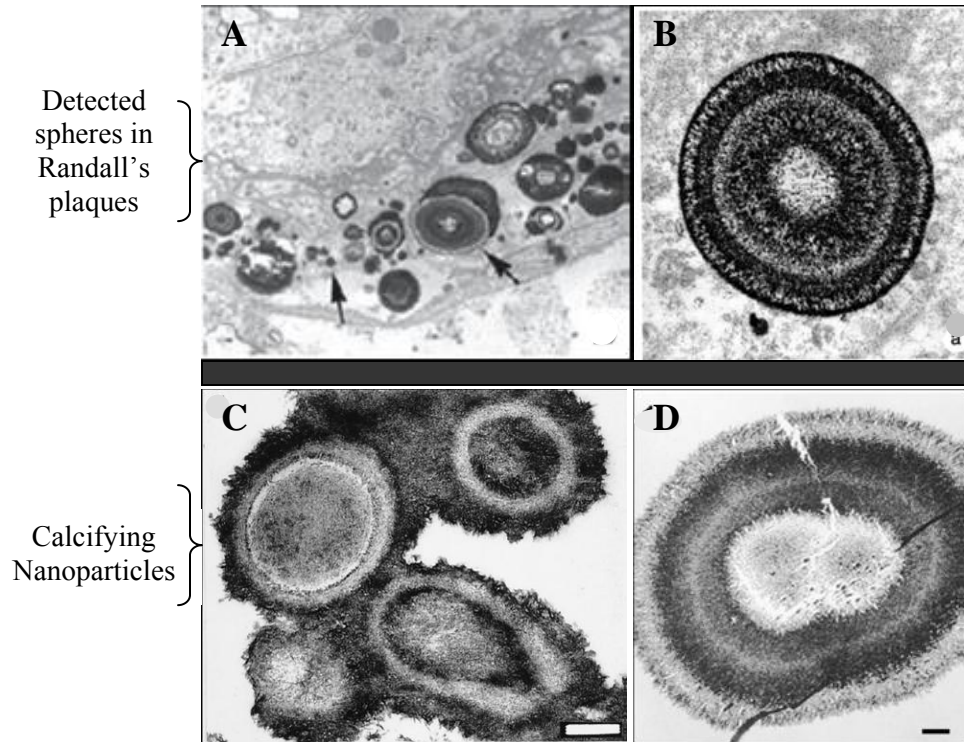 A
B
Detected
spheres in
Randall's
plaques
a
C
D
Calcifying
Nanoparticles